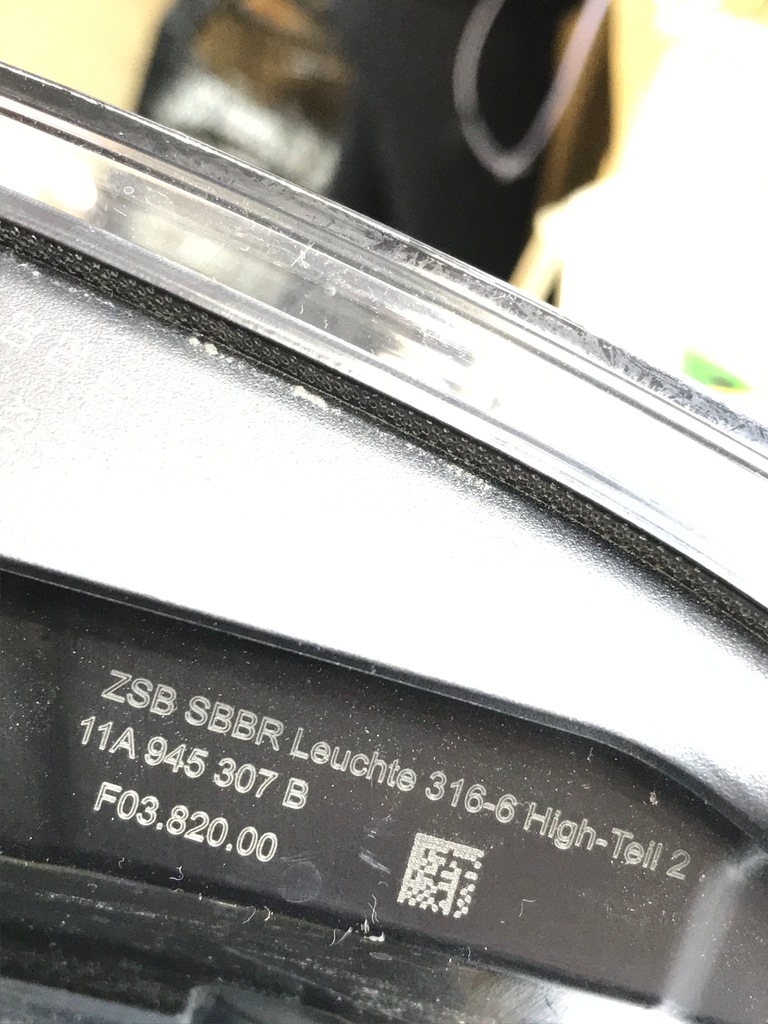 ZSB SBBR Leuchte 316-6 High-Teil 2
11A 945 307 B
F03.820.00